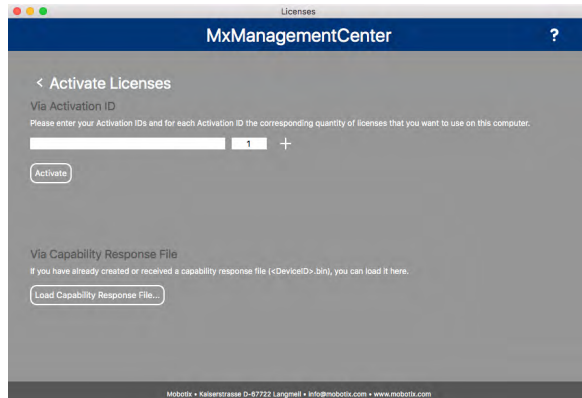 Licenses
MxManagementCenter
?
< Activate Licenses
Via Activation ID
Please enter your Activation IDs and for each Activation ID the corresponding quantity of licenses that you want to use on this computer.
1 +
Activate
Via Capability Response File
If you have already created or received a capability response file (<DeviceID>.bin), you can load it here.
Load Capability Response File...
Mobotix • Kaiserstrasse D-67722 Langmeil • info@mobotix.com • www.mobotix.com